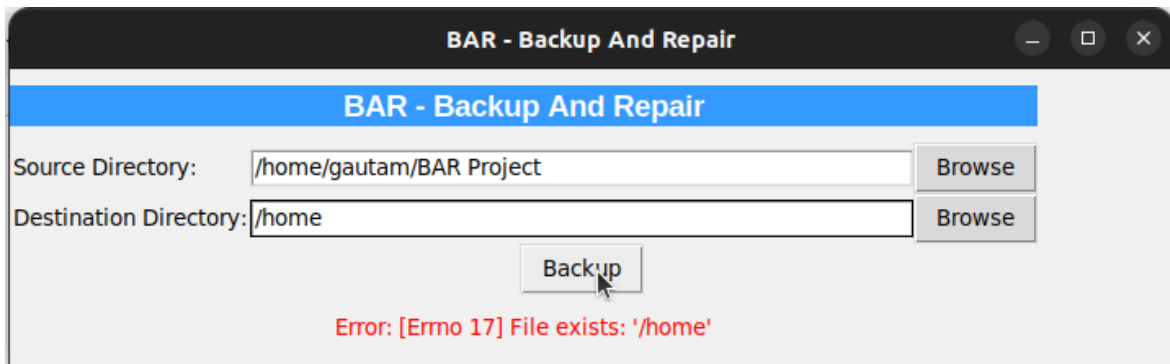 BAR - Backup And Repair
BAR - Backup And Repair
Source Directory: /home/gautam/BAR Project Browse
Destination Directory: /home Browse
Backup
Error: [Errno 17] File exists: '/home'